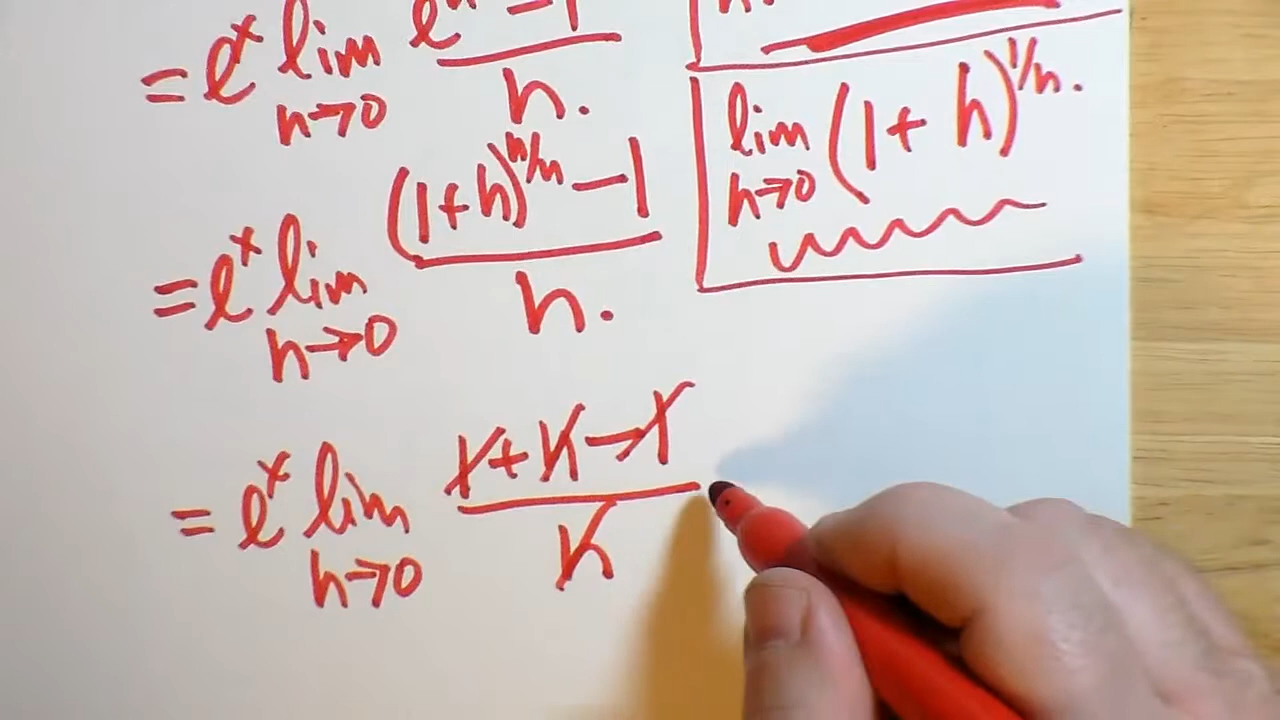 = e^x lim h→0 (e^h - 1)/h.
= e^x lim h→0 ((1+h)^{h/h} - 1)/h.
= e^x lim h→0 (1+h-1)/h
h.
lim h→0 (1+h)^{1/h}.